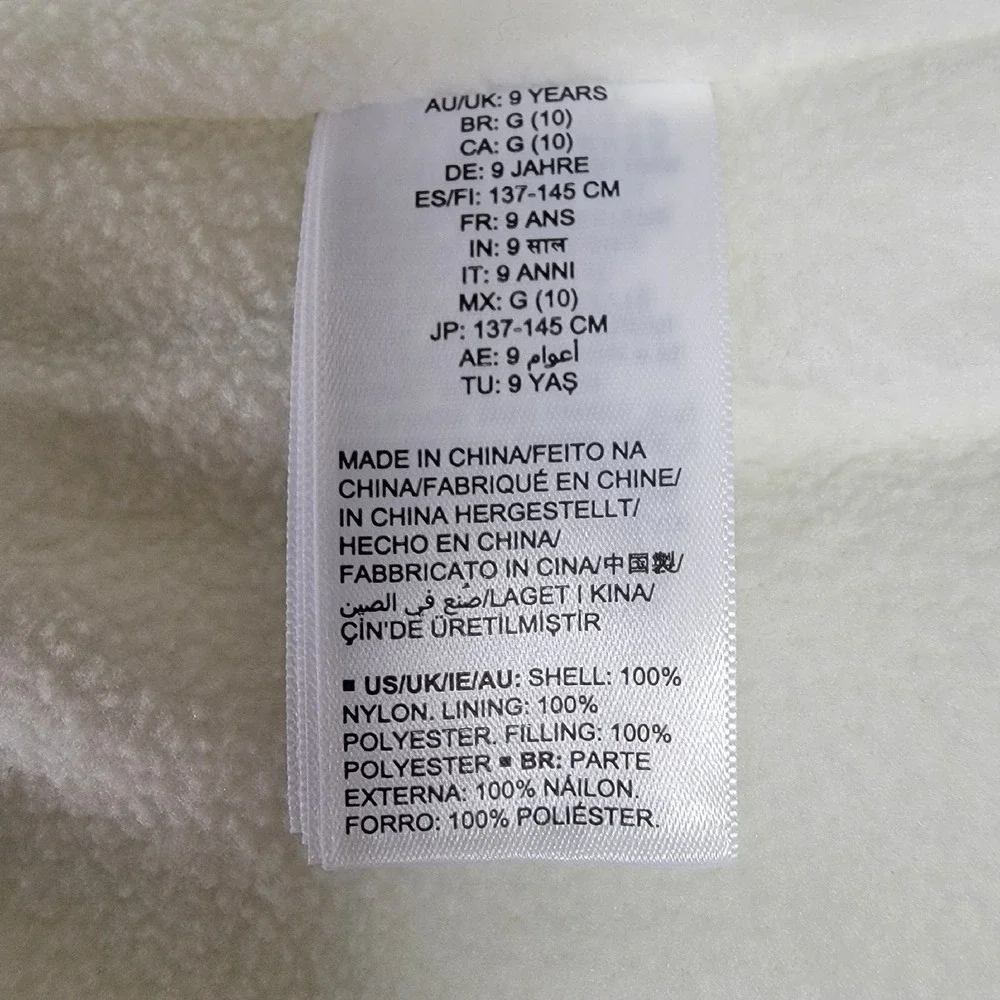 AU/UK: 9 YEARS
BR: G (10)
CA: G (10)
DE: 9 JAHRE
ES/FI: 137-145 CM
FR: 9 ANS
IN: 9 साल
IT: 9 ANNI
MX: G (10)
JP: 137-145 CM
AE: 9 أعوام
TU: 9 YAŞ
MADE IN CHINA/FEITO NA
CHINA/FABRIQUÉ EN CHINE/
IN CHINA HERGESTELLT/
HECHO EN CHINA/
FABBRICATO IN CINA/中国製/
صُنع في الصين/LAGET I KINA/
ÇİN'DE ÜRETİLMİŞTİR
■ US/UK/IE/AU: SHELL: 100%
NYLON. LINING: 100%
POLYESTER. FILLING: 100%
POLYESTER ■ BR: PARTE
EXTERNA: 100% NÁILON.
FORRO: 100% POLIÉSTER.